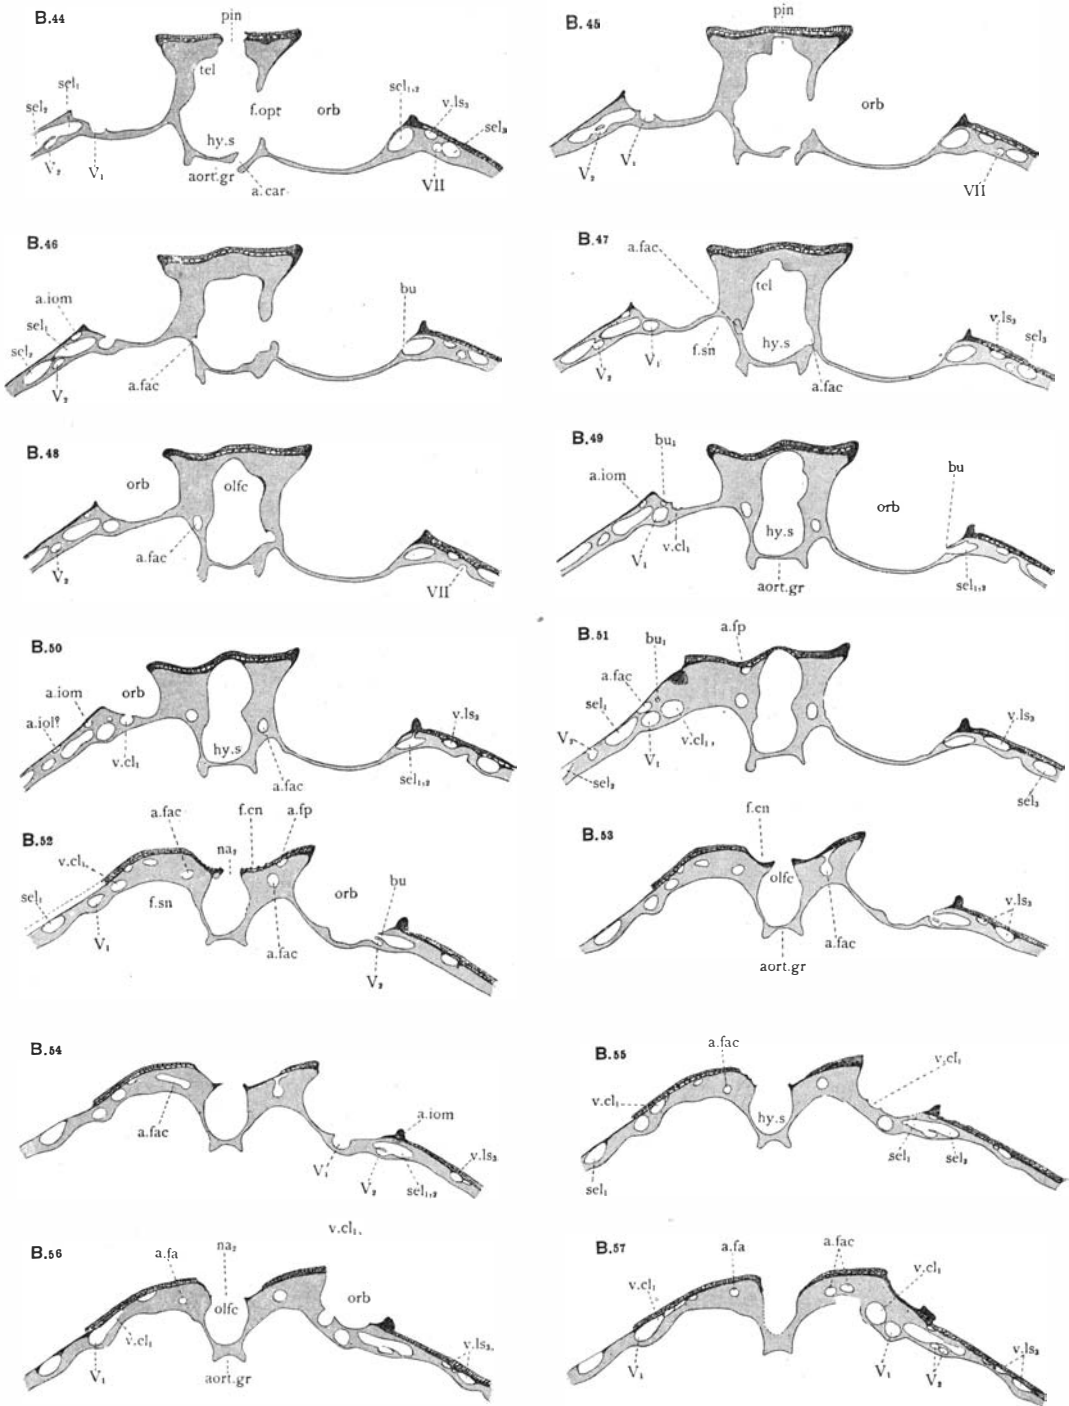 B.44
pin
tel
sel₁
sel₂
f.opt
orb
sel₁,₂
v.ls₃
sel₃
hy.s
V₂
V₁
aort.gr
a.car
VII
B.45
pin
orb
V₂
V₁
VII
B.46
a.iom
sel₁
sel₂
V₂
a.fac
bu
B.47
a.fac
tel
v.ls₃
sel₃
V₂
V₁
f.sn
hy.s
a.fac
B.48
orb
olfc
a.fac
V₂
VII
B.49
bu₁
a.iom
bu
orb
hy.s
V₁
v.cl₁
aort.gr
sel₁,₂
B.50
a.iom
orb
a.iol?
v.cl₁
hy.s
a.fac
v.ls₃
sel₁,₂
B.51
a.fp
bu₁
a.fac
sel₁
V₂
sel₂
V₁
v.cl₁,
v.ls₃
sel₃
B.52
a.fac
f.cn
a.fp
na₂
v.cl₁,
sel₁
f.sn
V₁
a.fac
orb
bu
V₂
B.53
f.cn
olfc
a.fac
aort.gr
v.ls₃
B.54
a.fac
a.iom
V₁
V₂
sel₁,₂
v.ls₃
B.55
a.fac
v.cl₁
v.cl₁
hy.s
sel₁
sel₁
sel₂
B.56
a.fa
na₂
v.cl₁,
olfc
orb
V₁
v.cl₁
aort.gr
v.ls₃,
B.57
v.cl₁
a.fa
a.fac
v.cl₁
V₁
V₁
V₂
v.ls₃